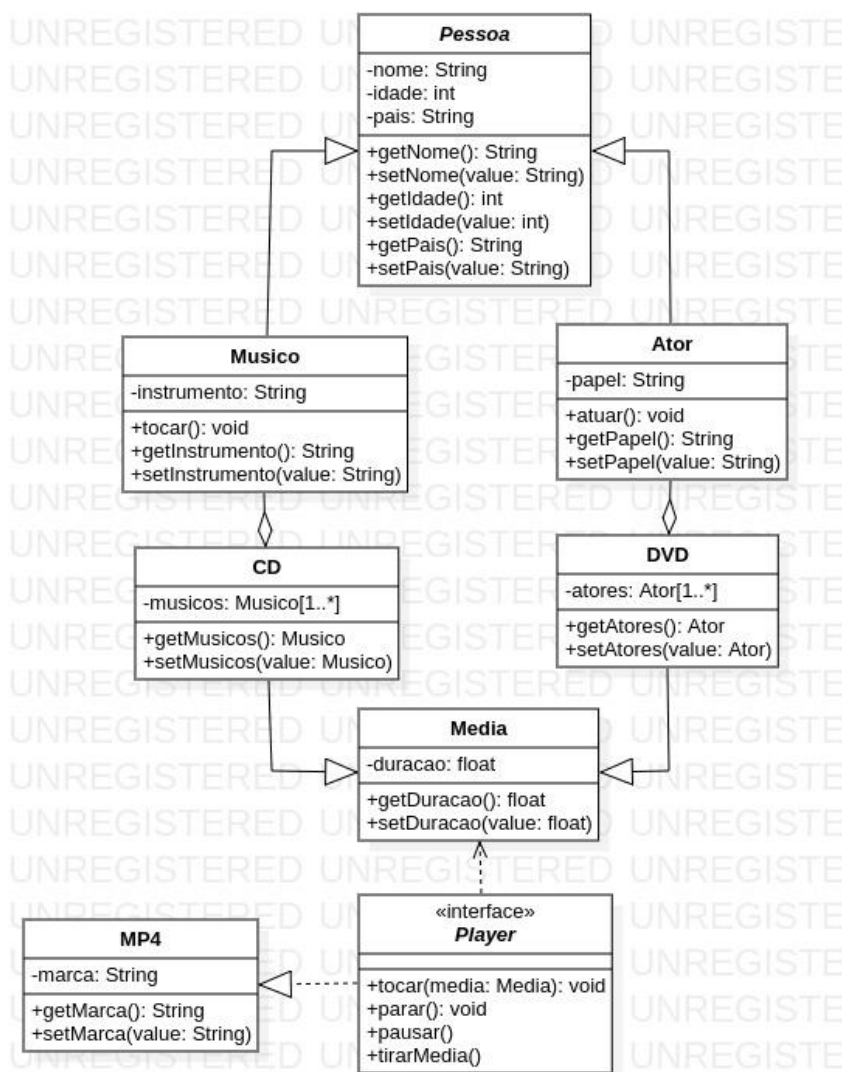 Pessoa
-nome: String
-idade: int
-pais: String
+getNome(): String
+setNome(value: String)
+getIdade(): int
+setIdade(value: int)
+getPais(): String
+setPais(value: String)
Musico
-instrumento: String
+tocar(): void
+getInstrumento(): String
+setInstrumento(value: String)
Ator
-papel: String
+atuar(): void
+getPapel(): String
+setPapel(value: String)
CD
-musicos: Musico[1..*]
+getMusicos(): Musico
+setMusicos(value: Musico)
DVD
-atores: Ator[1..*]
+getAtores(): Ator
+setAtores(value: Ator)
Media
-duracao: float
+getDuracao(): float
+setDuracao(value: float)
«interface»
Player
+tocar(media: Media): void
+parar(): void
+pausar()
+tirarMedia()
MP4
-marca: String
+getMarca(): String
+setMarca(value: String)
UNREGISTERED